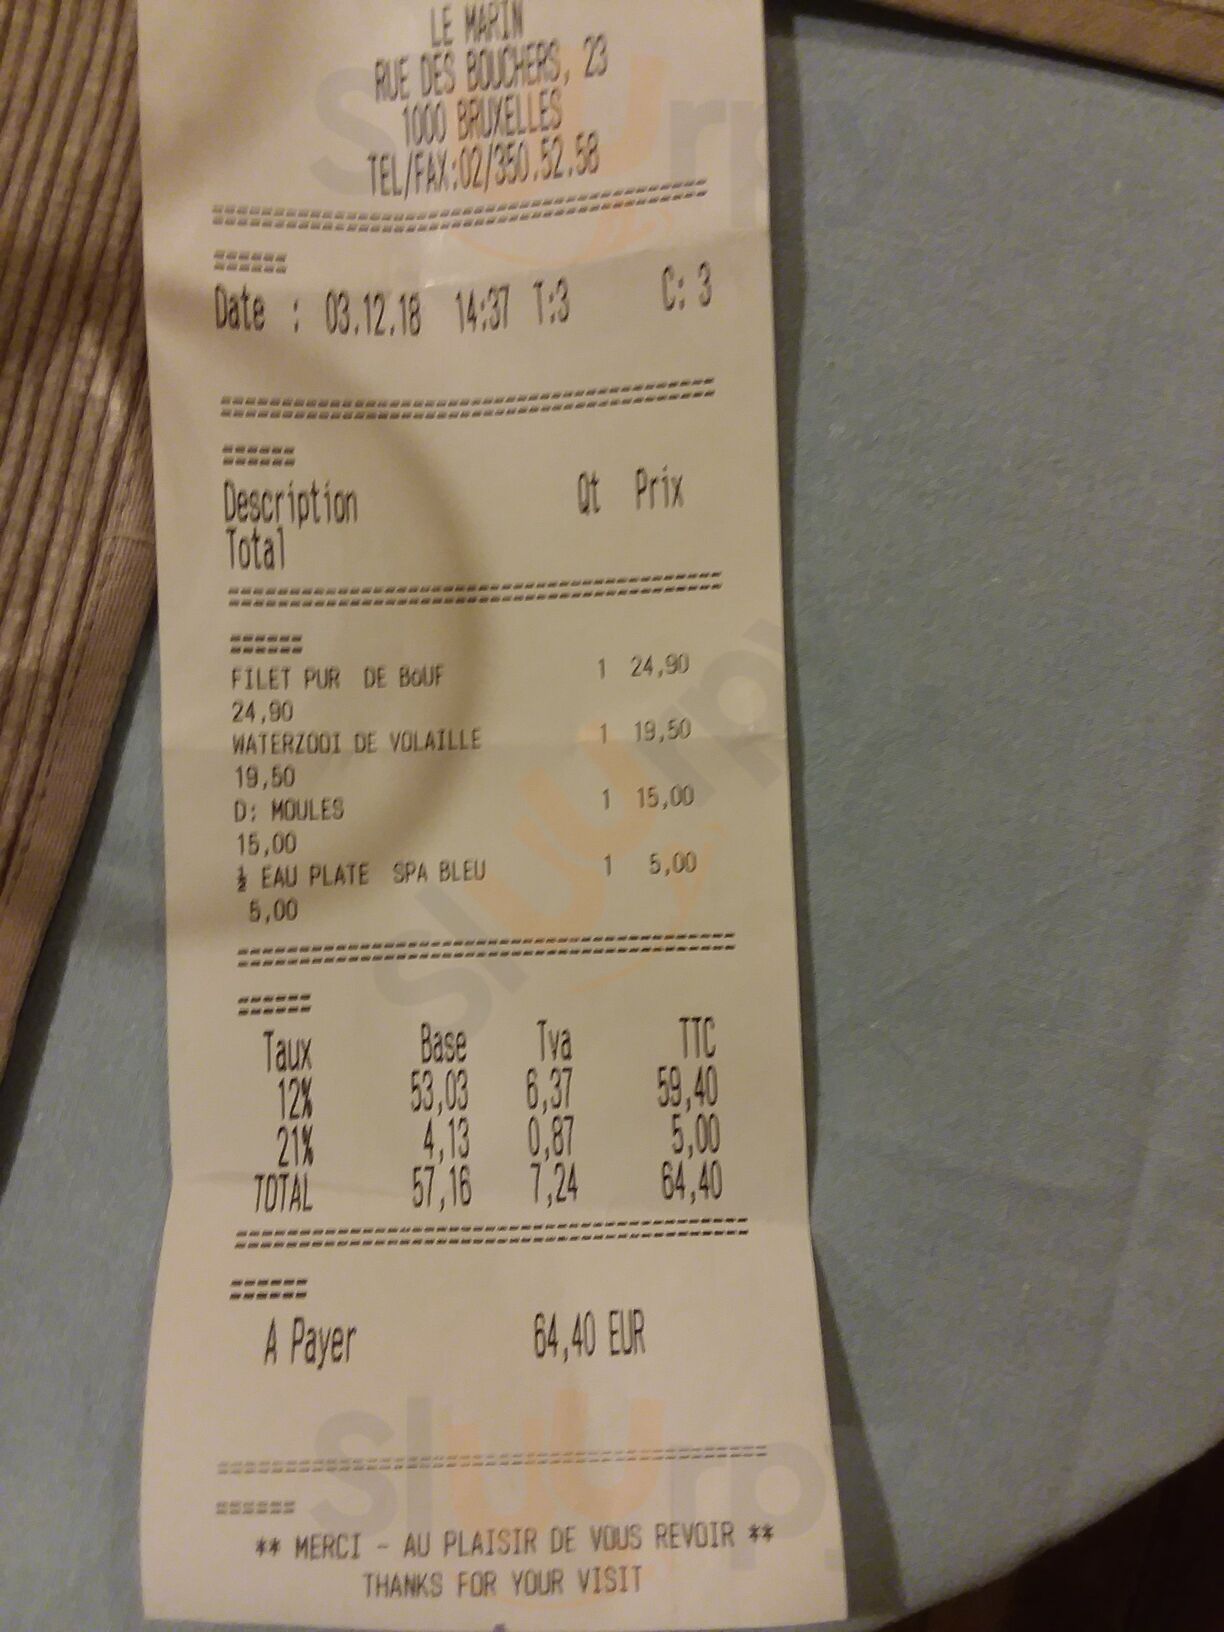 LE MARIN
RUE DES BOUCHERS, 23
1000 BRUXELLES
TEL/FAX:02/350.52.58
========================================
======
Date : 03.12.18 14:37 T:3 C: 3
========================================
======
Description Qt Prix
Total
========================================
======
FILET PUR DE BoUF 1 24,90
24,90
WATERZOOI DE VOLAILLE 1 19,50
19,50
D: MOULES 1 15,00
15,00
½ EAU PLATE SPA BLEU 1 5,00
5,00
========================================
======
Taux Base Tva TTC
12% 53,03 6,37 59,40
21% 4,13 0,87 5,00
TOTAL 57,16 7,24 64,40
========================================
======
A Payer 64,40 EUR
========================================
======
** MERCI - AU PLAISIR DE VOUS REVOIR **
THANKS FOR YOUR VISIT
Sluurpy
Sluurpy
Sluurpy